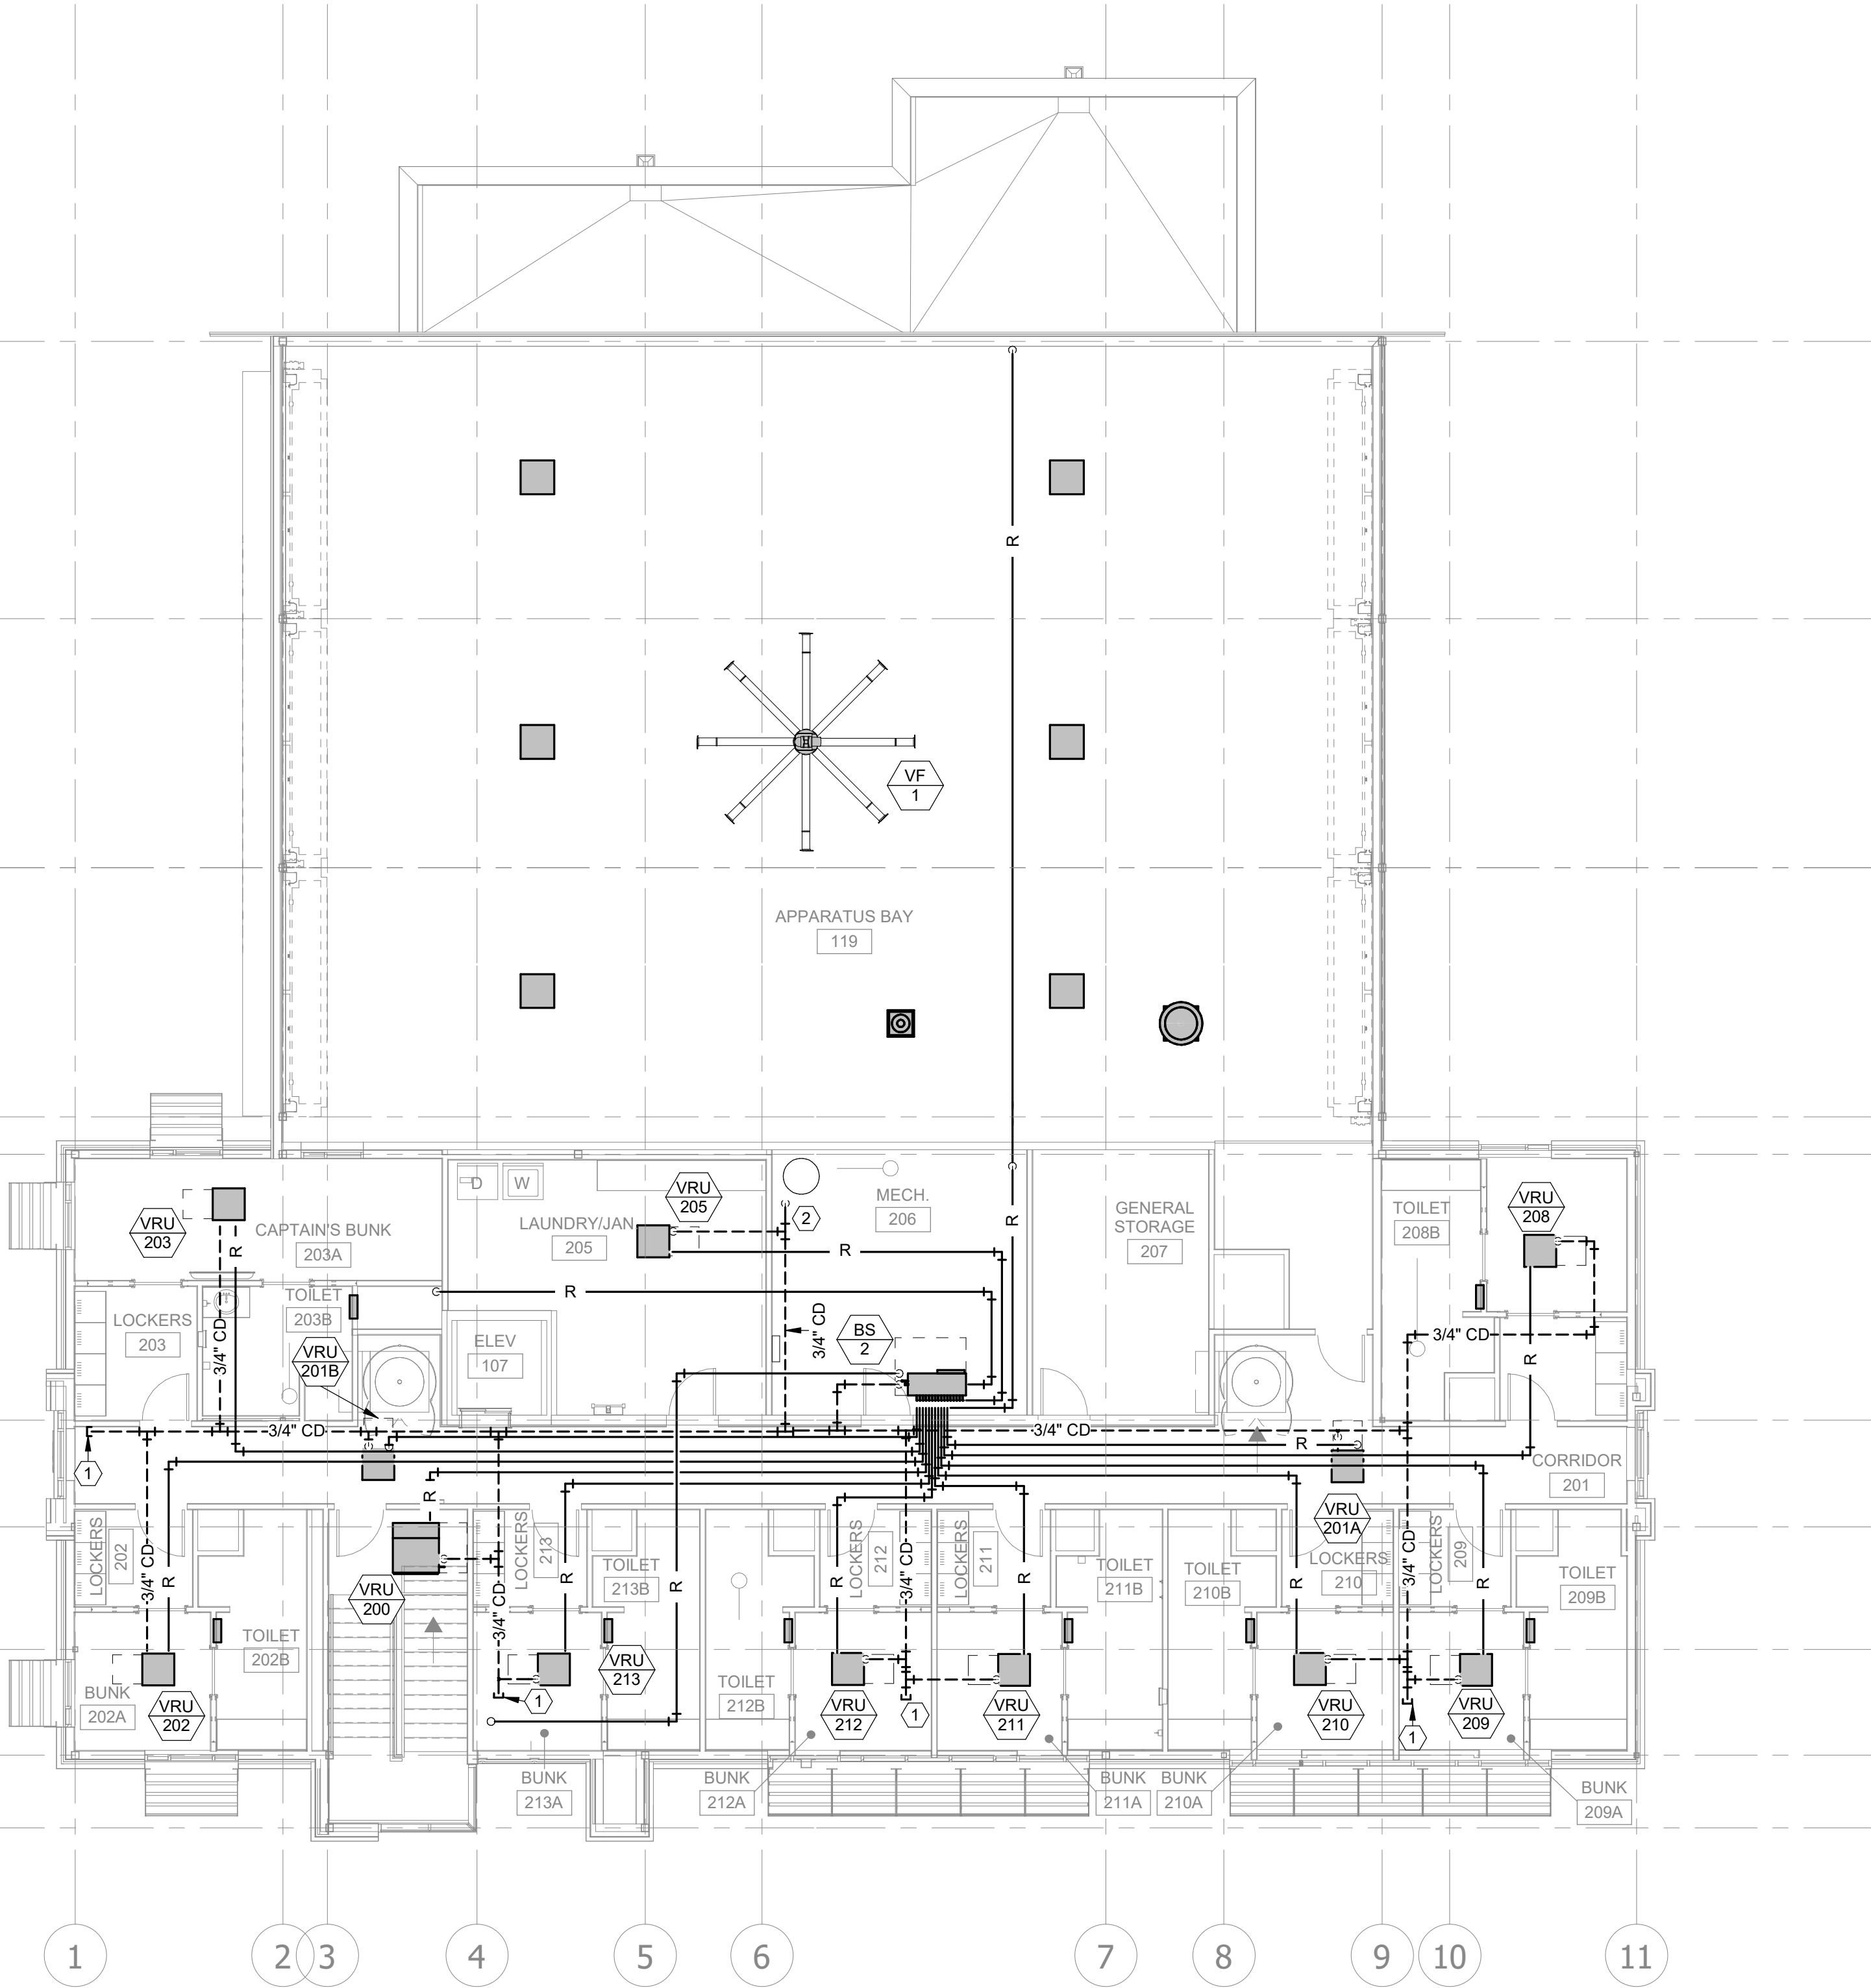 R
VF
1
APPARATUS BAY
119
D
W
VRU
205
2
MECH.
206
GENERAL
STORAGE
207
TOILET
208B
VRU
208
VRU
203
CAPTAIN'S BUNK
203A
R
LAUNDRY/JAN
205
R
R
R
3/4" CD
LOCKERS
203
TOILET
203B
3/4" CD
VRU
201B
ELEV
107
BS
2
3/4" CD
R
3/4" CD
3/4" CD
R
1
CORRIDOR
201
R
LOCKERS
202
3/4" CD
R
VRU
200
LOCKERS
213
3/4" CD
R
TOILET
213B
R
LOCKERS
212
R
3/4" CD
LOCKERS
211
R
TOILET
211B
TOILET
210B
R
VRU
201A
LOCKERS
210
3/4" CD
LOCKERS
209
R
TOILET
209B
TOILET
202B
BUNK
202A
VRU
202
VRU
213
1
TOILET
212B
VRU
212
1
VRU
211
VRU
210
1
VRU
209
BUNK
213A
BUNK
212A
BUNK
211A
BUNK
210A
BUNK
209A
1
2
3
4
5
6
7
8
9
10
11